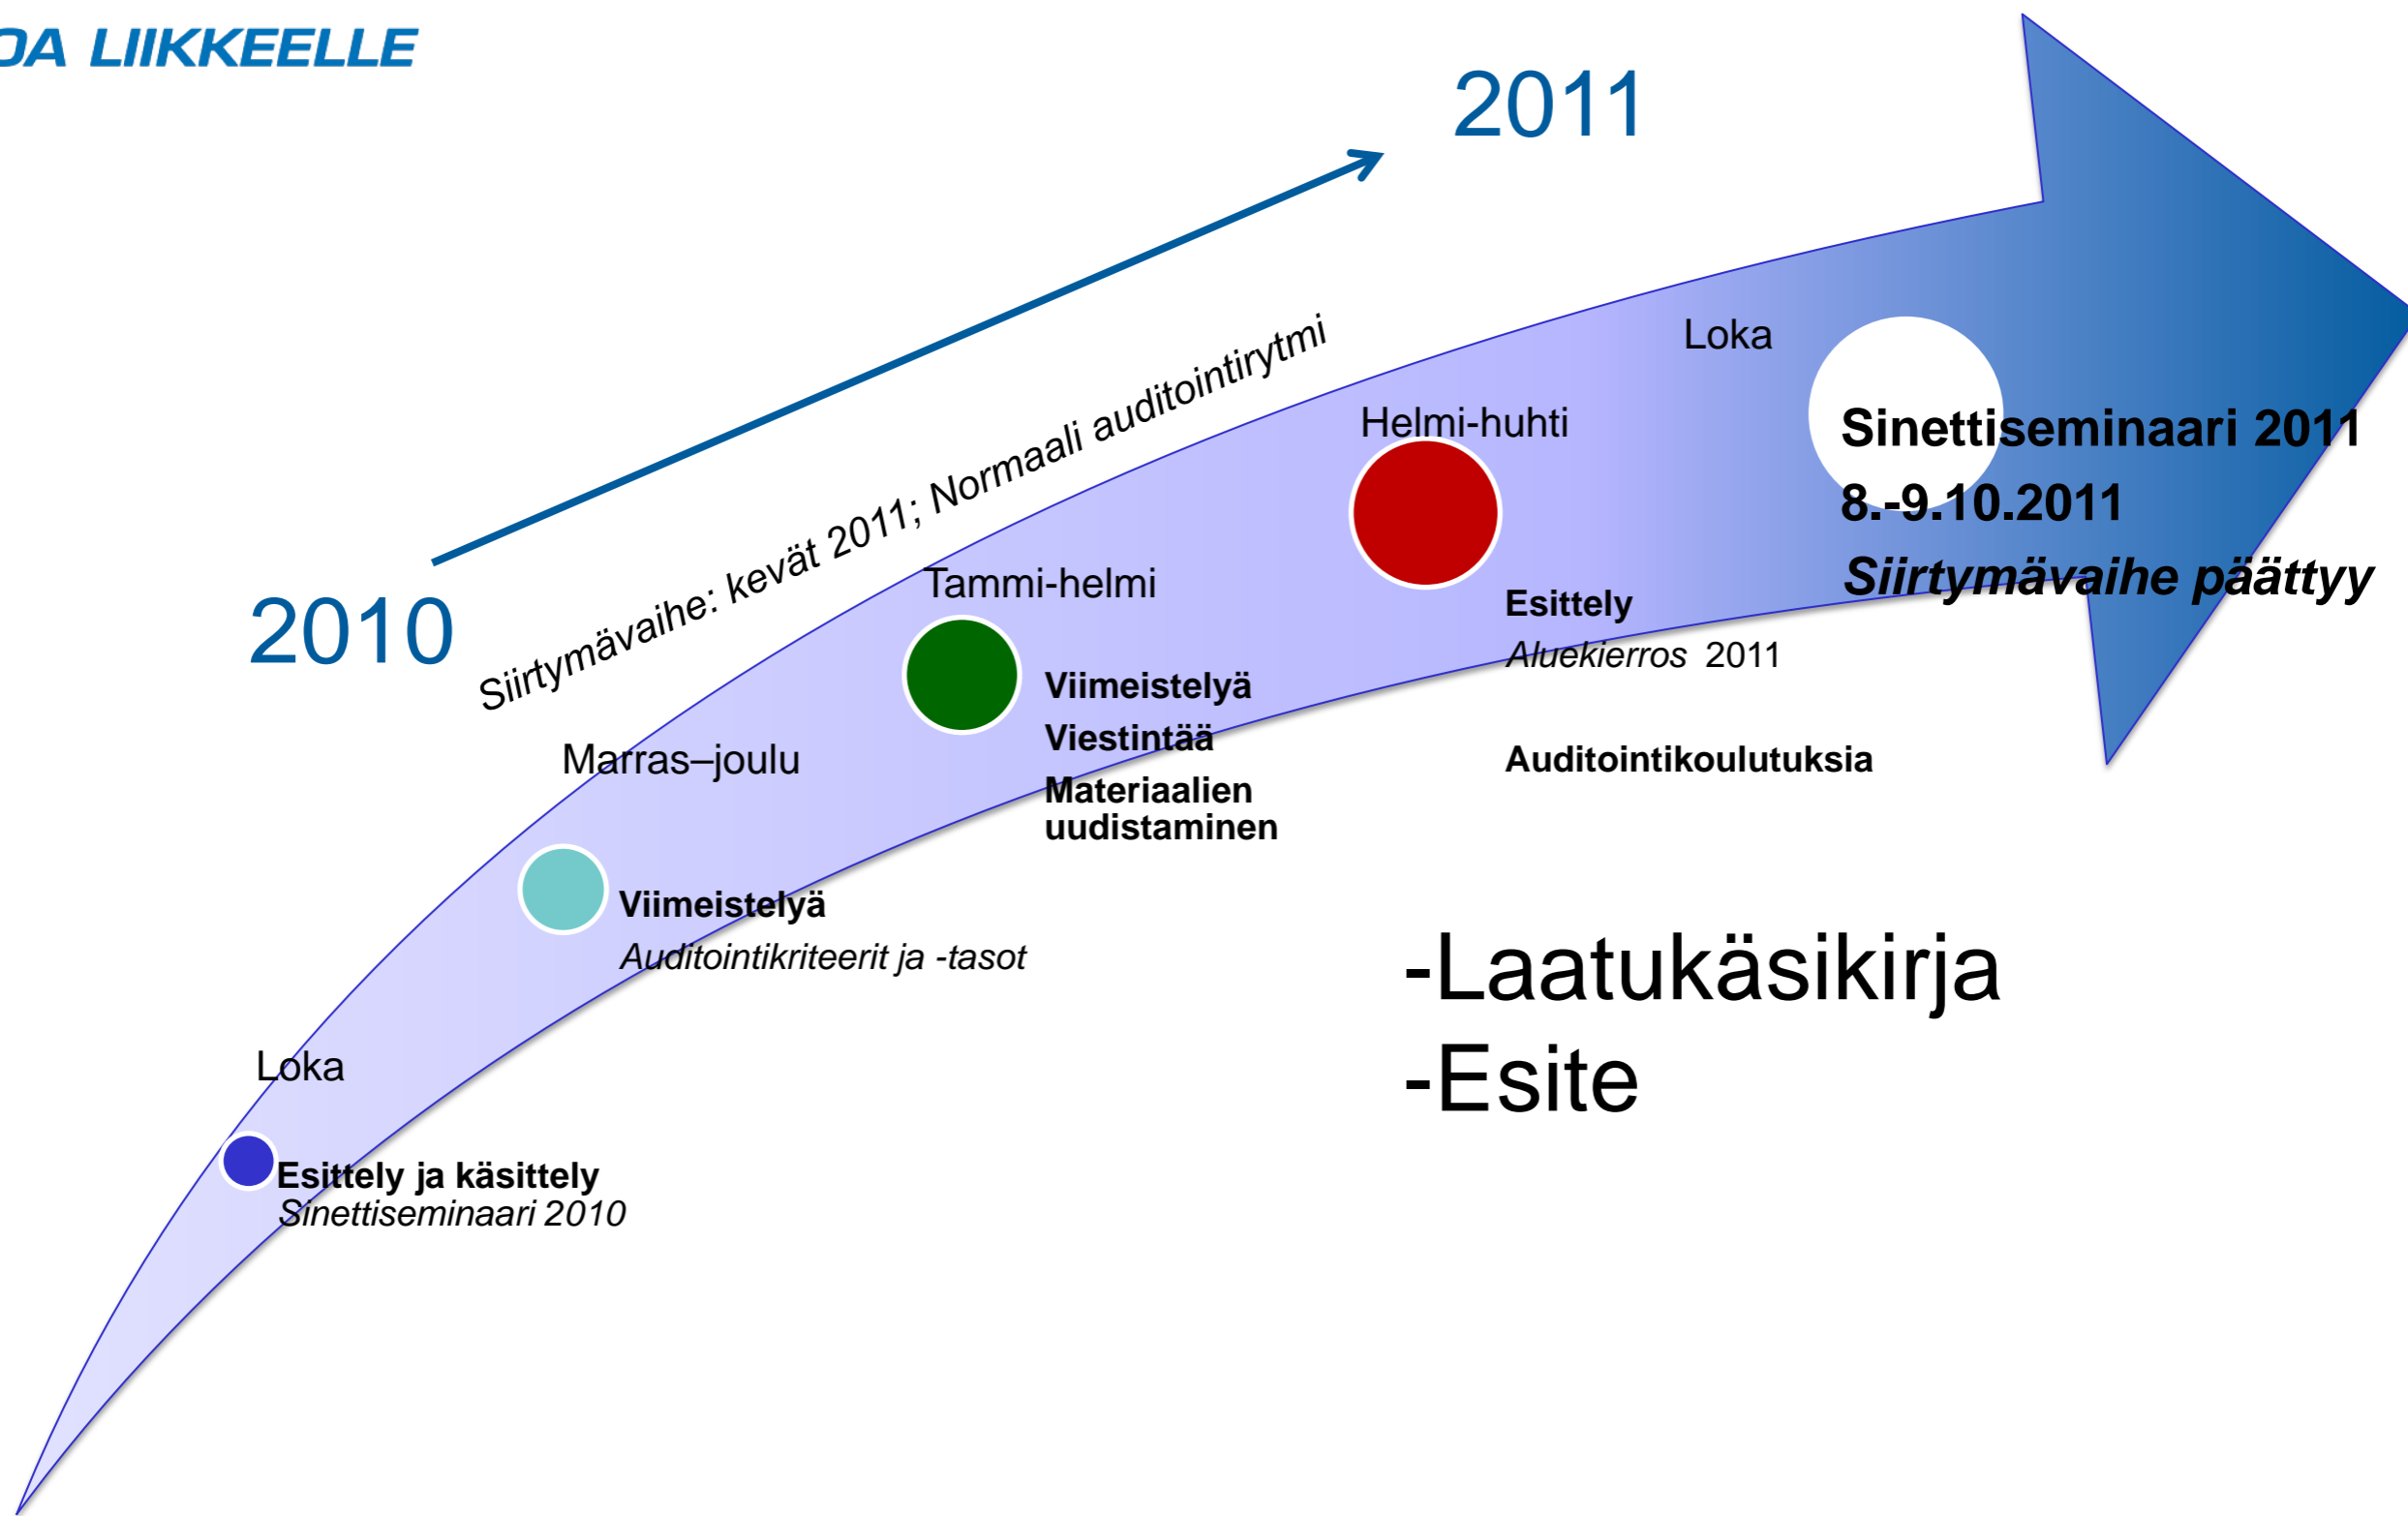 OA LIIKKEELLE
2011
2010
Siirtymävaihe: kevät 2011; Normaali auditointirytmi
Loka
Esittely ja käsittely
Sinettiseminaari 2010
Marras–joulu
Viimeistelyä
Auditointikriteerit ja -tasot
Tammi-helmi
Viimeistelyä
Viestintää
Materiaalien
uudistaminen
Helmi-huhti
Esittely
Aluekierros 2011
Auditointikoulutuksia
Loka
Sinettiseminaari 2011
8.-9.10.2011
Siirtymävaihe päättyy
-Laatukäsikirja
-Esite